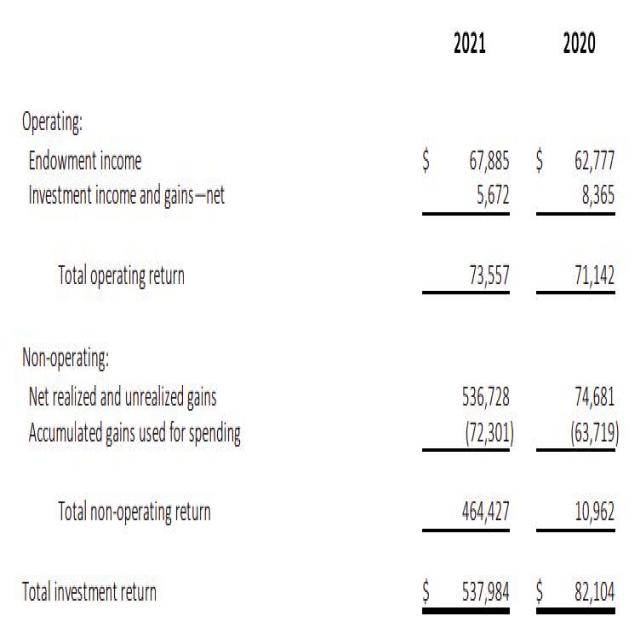 2021 2020
Operating:
Endowment income $ 67,885 $ 62,777
Investment income and gains—net 5,672 8,365
Total operating return 73,557 71,142
Non-operating:
Net realized and unrealized gains 536,728 74,681
Accumulated gains used for spending (72,301) (63,719)
Total non-operating return 464,427 10,962
Total investment return $ 537,984 $ 82,104